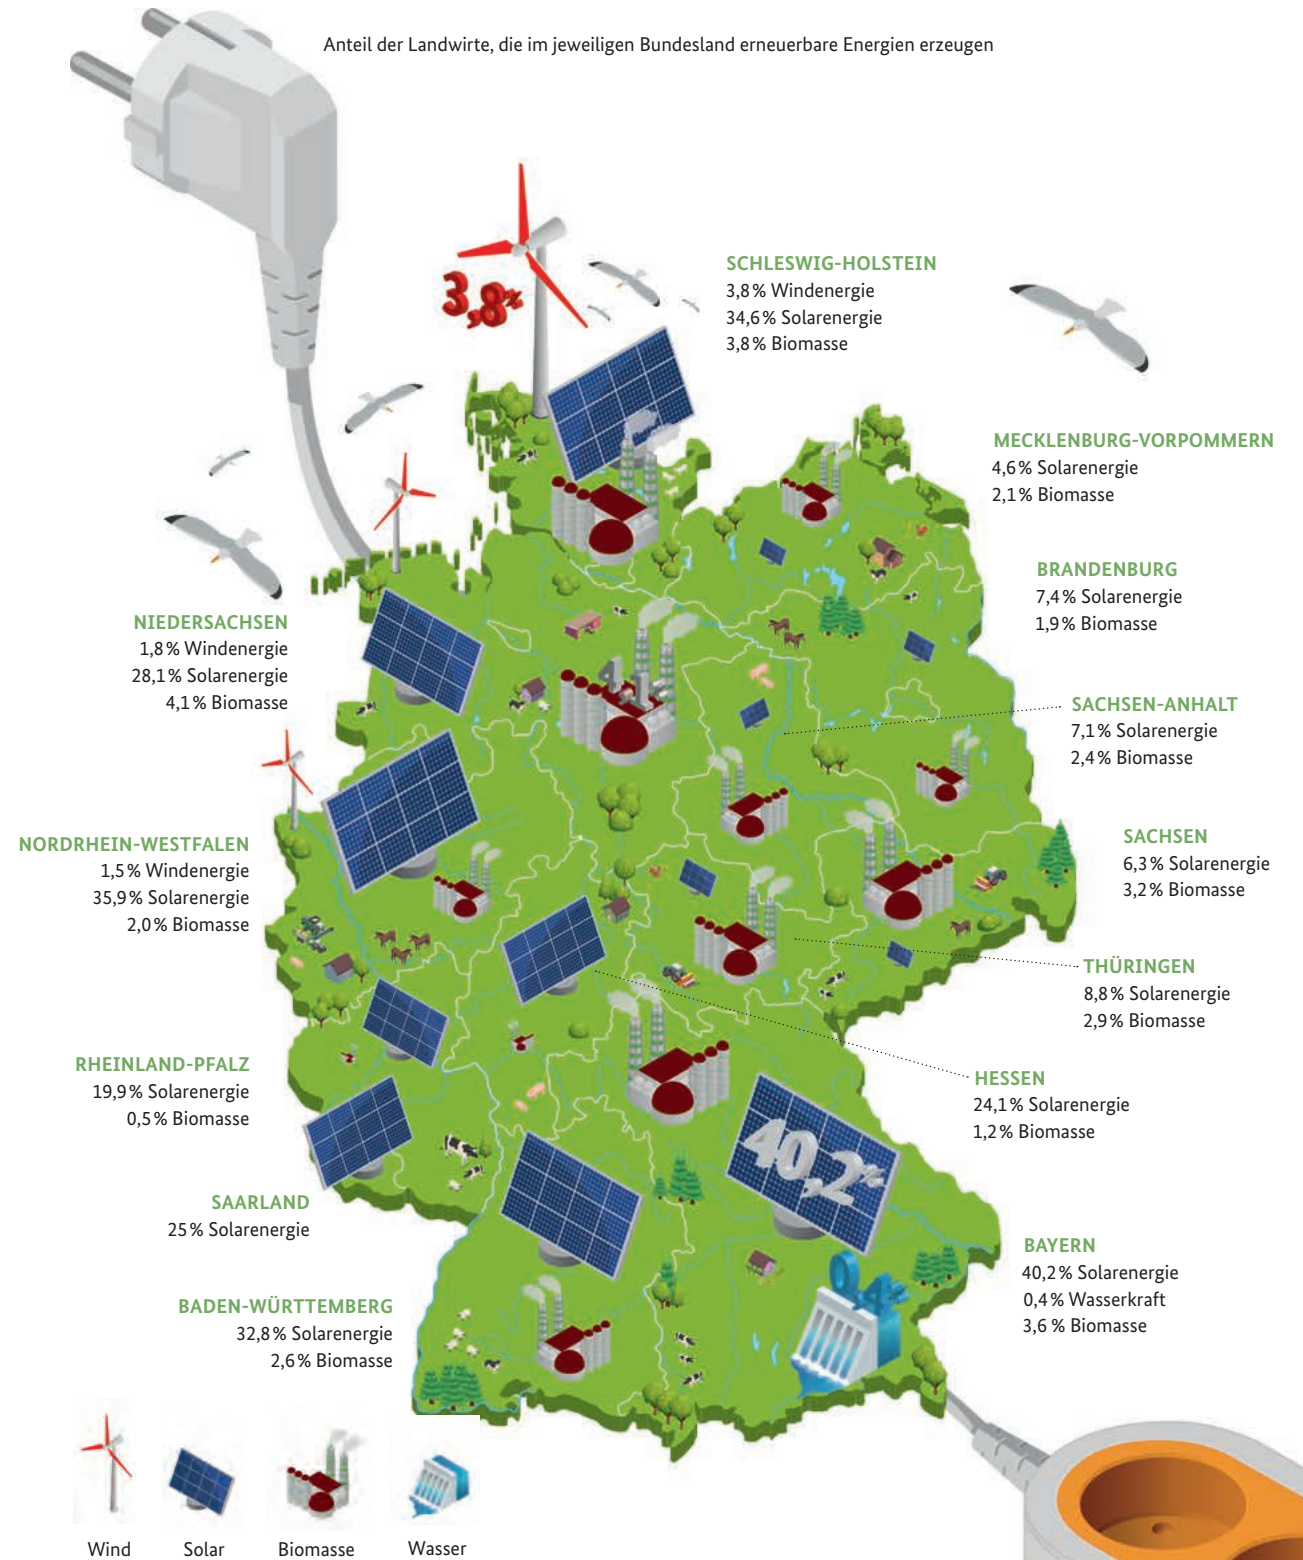 Anteil der Landwirte, die im jeweiligen Bundesland erneuerbare Energien erzeugen
3,8%
SCHLESWIG-HOLSTEIN
3,8% Windenergie
34,6% Solarenergie
3,8% Biomasse
MECKLENBURG-VORPOMMERN
4,6% Solarenergie
2,1% Biomasse
BRANDENBURG
7,4% Solarenergie
1,9% Biomasse
NIEDERSACHSEN
1,8% Windenergie
28,1% Solarenergie
4,1% Biomasse
4,1%
SACHSEN-ANHALT
7,1% Solarenergie
2,4% Biomasse
NORDRHEIN-WESTFALEN
1,5% Windenergie
35,9% Solarenergie
2,0% Biomasse
SACHSEN
6,3% Solarenergie
3,2% Biomasse
THÜRINGEN
8,8% Solarenergie
2,9% Biomasse
RHEINLAND-PFALZ
19,9% Solarenergie
0,5% Biomasse
HESSEN
24,1% Solarenergie
1,2% Biomasse
40,2%
SAARLAND
25% Solarenergie
BAYERN
40,2% Solarenergie
0,4% Wasserkraft
3,6% Biomasse
0,4%
BADEN-WÜRTTEMBERG
32,8% Solarenergie
2,6% Biomasse
Wind
Solar
Biomasse
Wasser